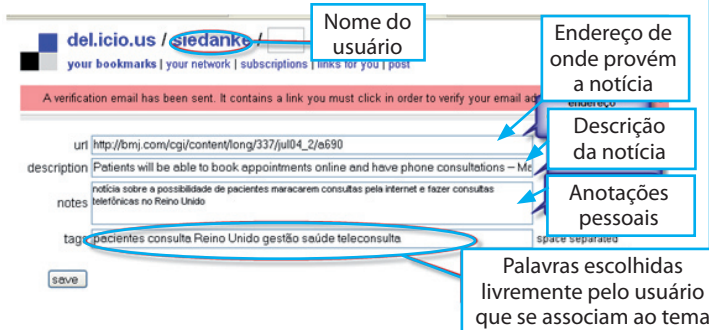 del.icio.us / siedanke /
your bookmarks | your network | subscriptions | links for you | post
Nome do
usuário
A verification email has been sent. It contains a link you must click in order to verify your email
Endereço de
onde provém
a notícia
endereço
url http://bmj.com/cgi/content/long/337/jul04_2/a690
Descrição
da notícia
description Patients will be able to book appointments online and have phone consultations –
notes notícia sobre a possibilidade de pacientes maracarem consultas pela internet e fazer consultas
telefônicas no Reino Unido
Anotações
pessoais
tags pacientes consulta Reino Unido gestão saúde teleconsulta space separated
save
Palavras escolhidas
livremente pelo usuário
que se associam ao tema